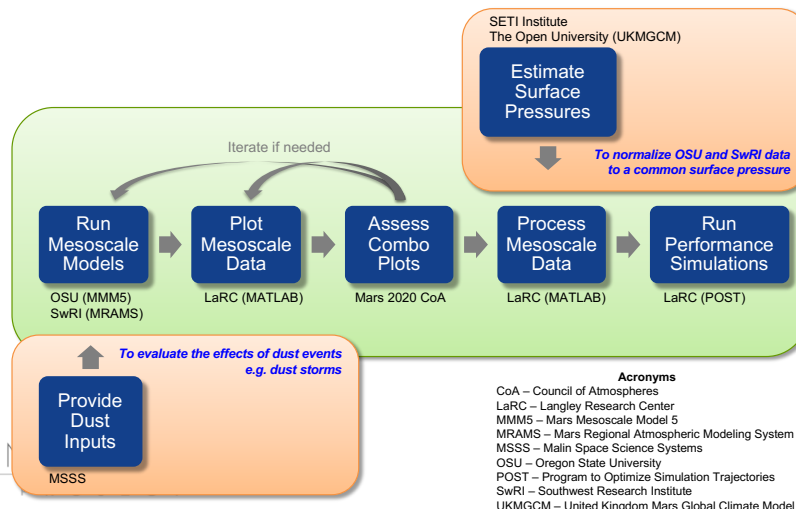 SETI Institute
The Open University (UKMGCM)
Estimate
Surface
Pressures
To normalize OSU and SwRI data
to a common surface pressure
Iterate if needed
Run
Mesoscale
Models
OSU (MMM5)
SwRI (MRAMS)
Plot
Mesoscale
Data
LaRC (MATLAB)
Assess
Combo
Plots
Mars 2020 CoA
Process
Mesoscale
Data
LaRC (MATLAB)
Run
Performance
Simulations
LaRC (POST)
To evaluate the effects of dust events
e.g. dust storms
Provide
Dust
Inputs
MSSS
Acronyms
CoA – Council of Atmospheres
LaRC – Langley Research Center
MMM5 – Mars Mesoscale Model 5
MRAMS – Mars Regional Atmospheric Modeling System
MSSS – Malin Space Science Systems
OSU – Oregon State University
POST – Program to Optimize Simulation Trajectories
SwRI – Southwest Research Institute
UKMGCM – United Kingdom Mars Global Climate Model